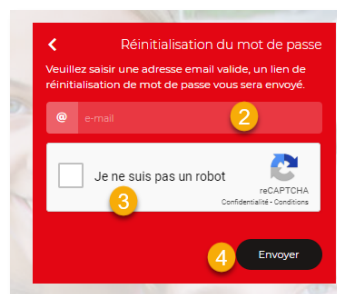 Réinitialisation du mot de passe
Veuillez saisir une adresse email valide, un lien de
réinitialisation de mot de passe vous sera envoyé.
@ e-mail 2
Je ne suis pas un robot
3
reCAPTCHA
Confidentialité - Conditions
4 Envoyer